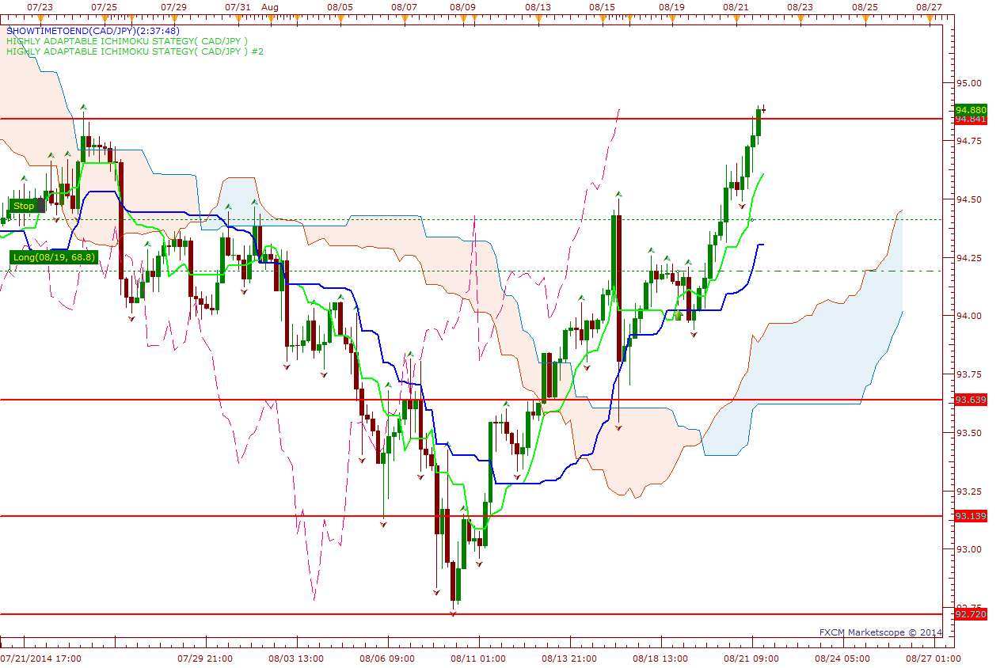 07/23 07/25 07/29 07/31 Aug 08/05 08/07 08/09 08/13 08/15 08/19 08/21 08/23 08/25 08/27
SHOWTIMETOEND(CAD/JPY)(2:37:48)
HIGHLY ADAPTABLE ICHIMOKU STATEGY( CAD/JPY )
HIGHLY ADAPTABLE ICHIMOKU STATEGY( CAD/JPY ) #2
95.00
94.880
94.841
94.75
Stop
94.50
Long(08/19, 68.8)
94.25
94.00
93.75
93.639
93.50
93.25
93.139
93.00
92.75
92.720
FXCM Marketscope © 2014
07/21/2014 17:00 07/29 21:00 08/03 13:00 08/06 09:00 08/11 01:00 08/13 21:00 08/18 13:00 08/21 09:00 08/24 05:00 08/27 01:00